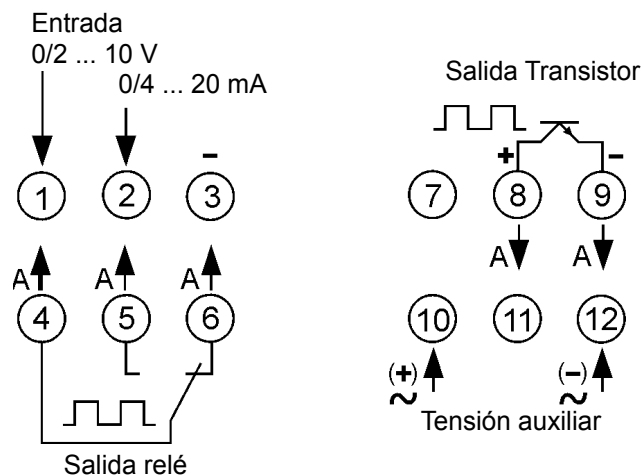 Entrada
0/2 ... 10 V
0/4 ... 20 mA
Salida Transistor
-
+ -
1 2 3 7 8 9
A A A A A
4 5 6 10 11 12
(+) (-)
~ ~
Tensión auxiliar
Salida relé